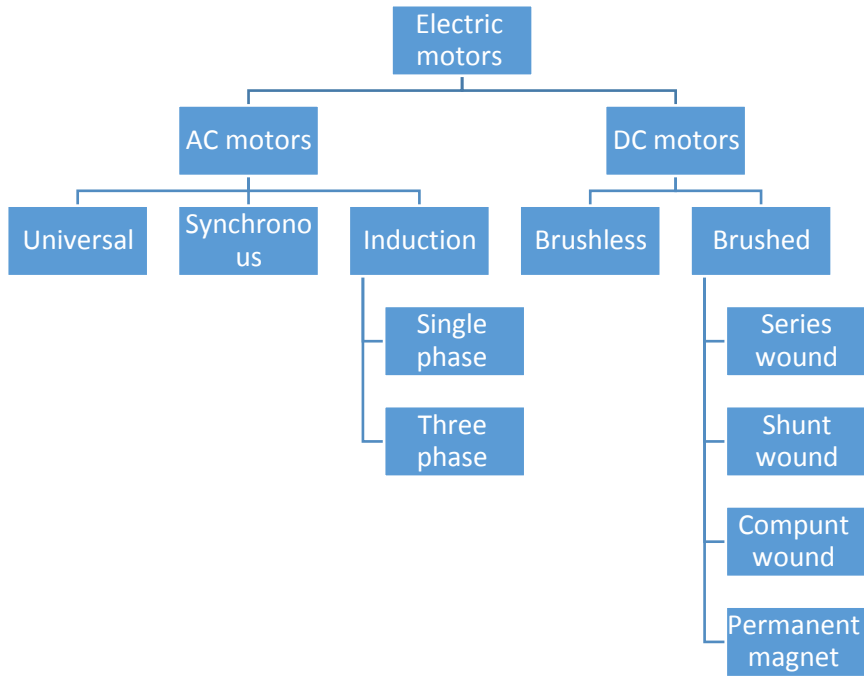 Electric
motors
AC motors
DC motors
Universal
Synchrono
us
Induction
Brushless
Brushed
Single
phase
Three
phase
Series
wound
Shunt
wound
Compunt
wound
Permanent
magnet